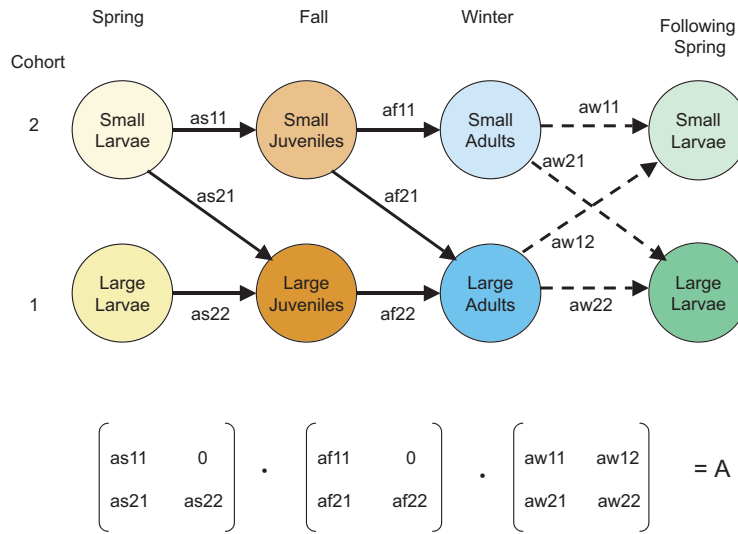 Spring Fall Winter Following
Spring
Cohort
2 Small
Larvae as11 Small
Juveniles af11 Small
Adults aw11 Small
Larvae
as21 af21 aw21
aw12
1 Large
Larvae as22 Large
Juveniles af22 Large
Adults aw22 Large
Larvae
as11 0 . af11 0 . aw11 aw12 = A
as21 as22 af21 af22 aw21 aw22